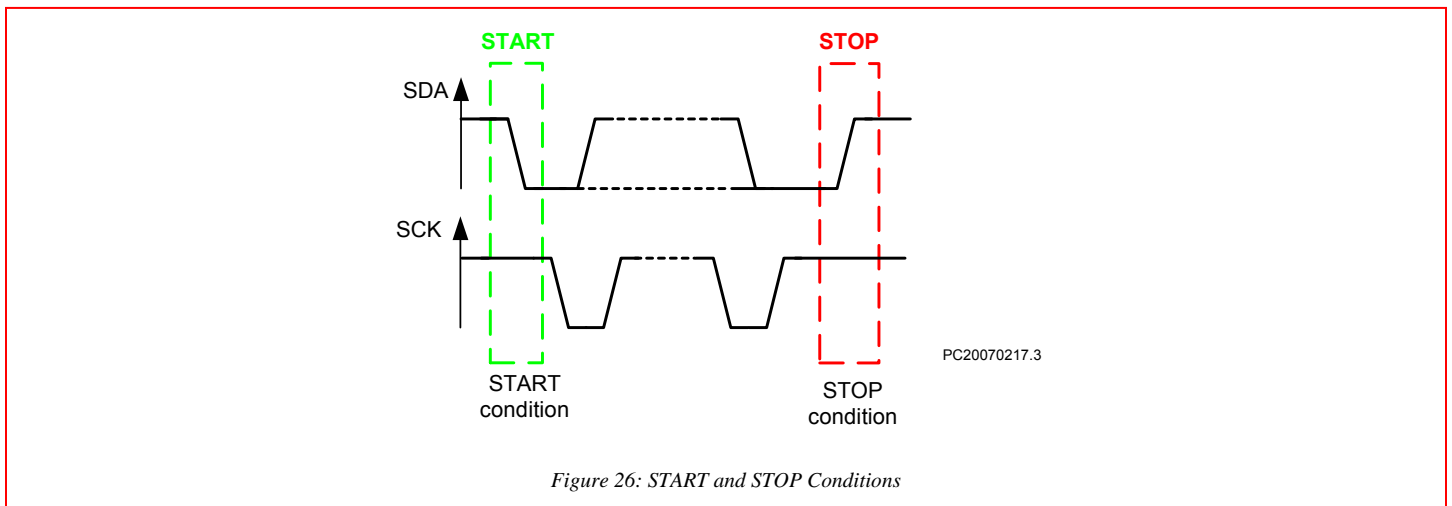 START
STOP
SDA
SCK
PC20070217.3
START
condition
STOP
condition
Figure 26: START and STOP Conditions